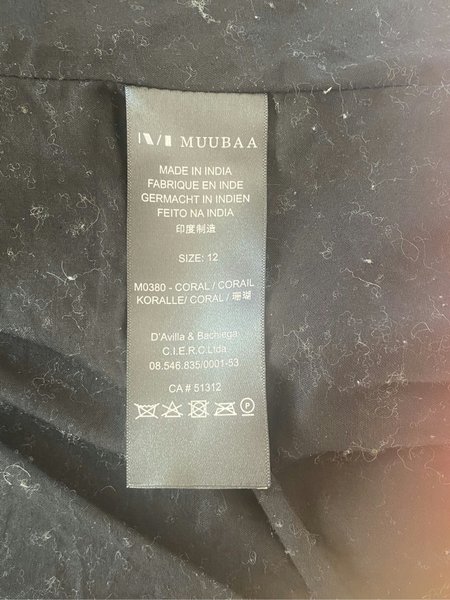 MUUBAA
MADE IN INDIA
FABRIQUE EN INDE
GERMACHT IN INDIEN
FEITO NA INDIA
印度制造
SIZE: 12
M0380 - CORAL / CORAIL
KORALLE/ CORAL / 珊瑚
D'Avilla & Bachiega
C.I.E.R.C.Ltda
08.546.835/0001-53
CA # 51312
P